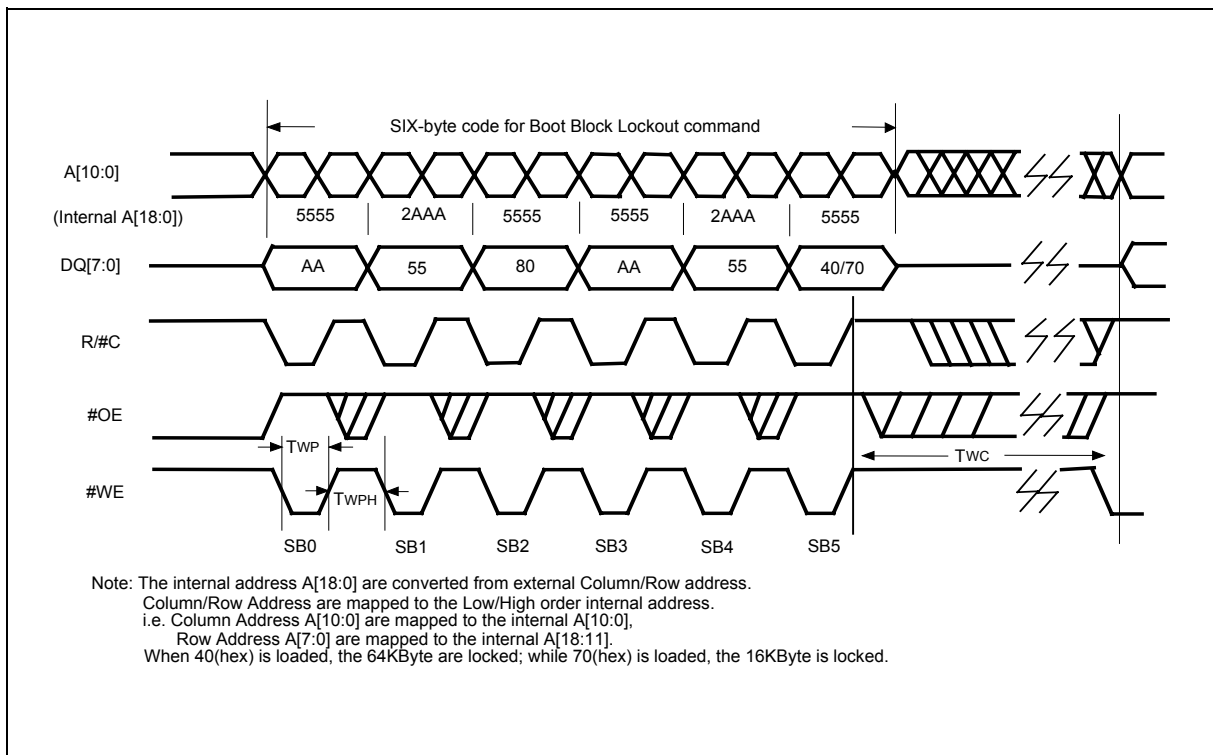 SIX-byte code for Boot Block Lockout command
A[10:0]
(Internal A[18:0])
5555 2AAA 5555 5555 2AAA 5555
DQ[7:0]
AA 55 80 AA 55 40/70
R/#C
#OE
TWP
TWC
#WE
TWPH
SB0 SB1 SB2 SB3 SB4 SB5
Note: The internal address A[18:0] are converted from external Column/Row address.
Column/Row Address are mapped to the Low/High order internal address.
i.e. Column Address A[10:0] are mapped to the internal A[10:0],
Row Address A[7:0] are mapped to the internal A[18:11].
When 40(hex) is loaded, the 64KByte are locked; while 70(hex) is loaded, the 16KByte is locked.